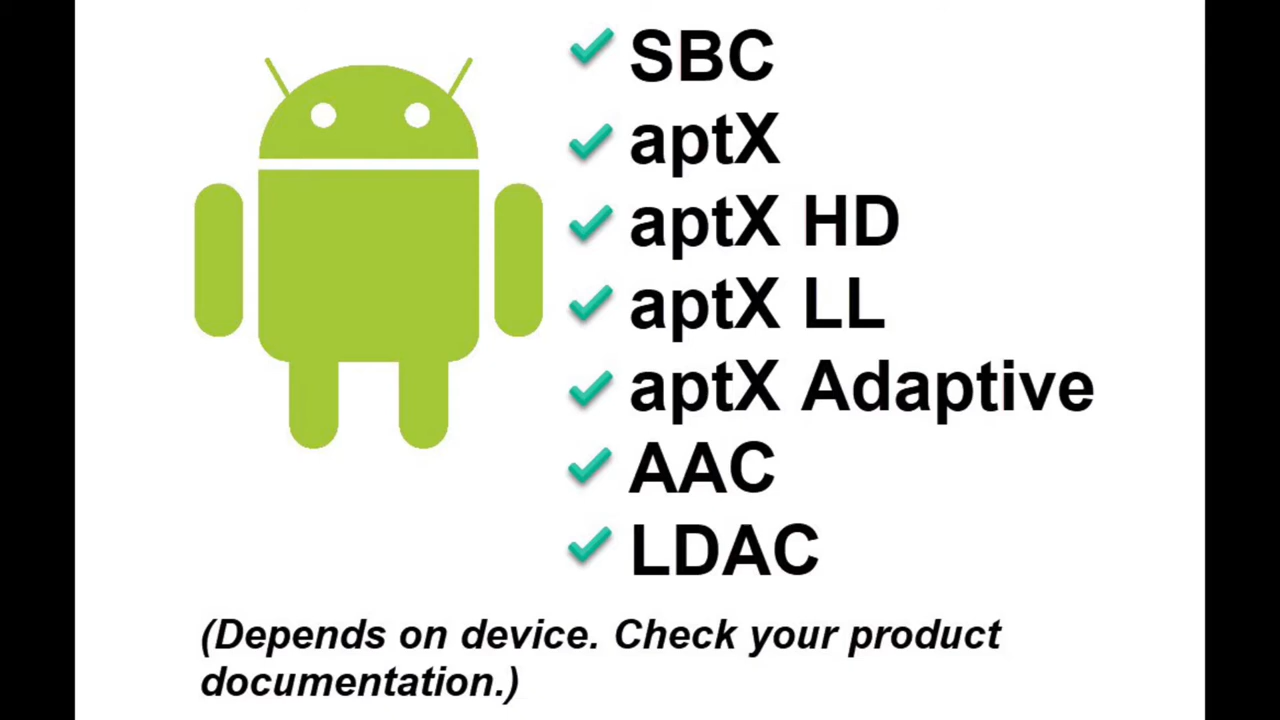 SBC
aptX
aptX HD
aptX LL
aptX Adaptive
AAC
LDAC
(Depends on device. Check your product
documentation.)